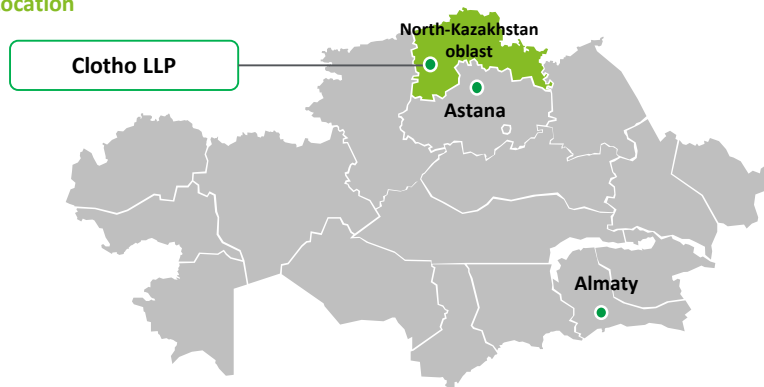 ocation
North-Kazakhstan
oblast
Clotho LLP
Astana
Almaty